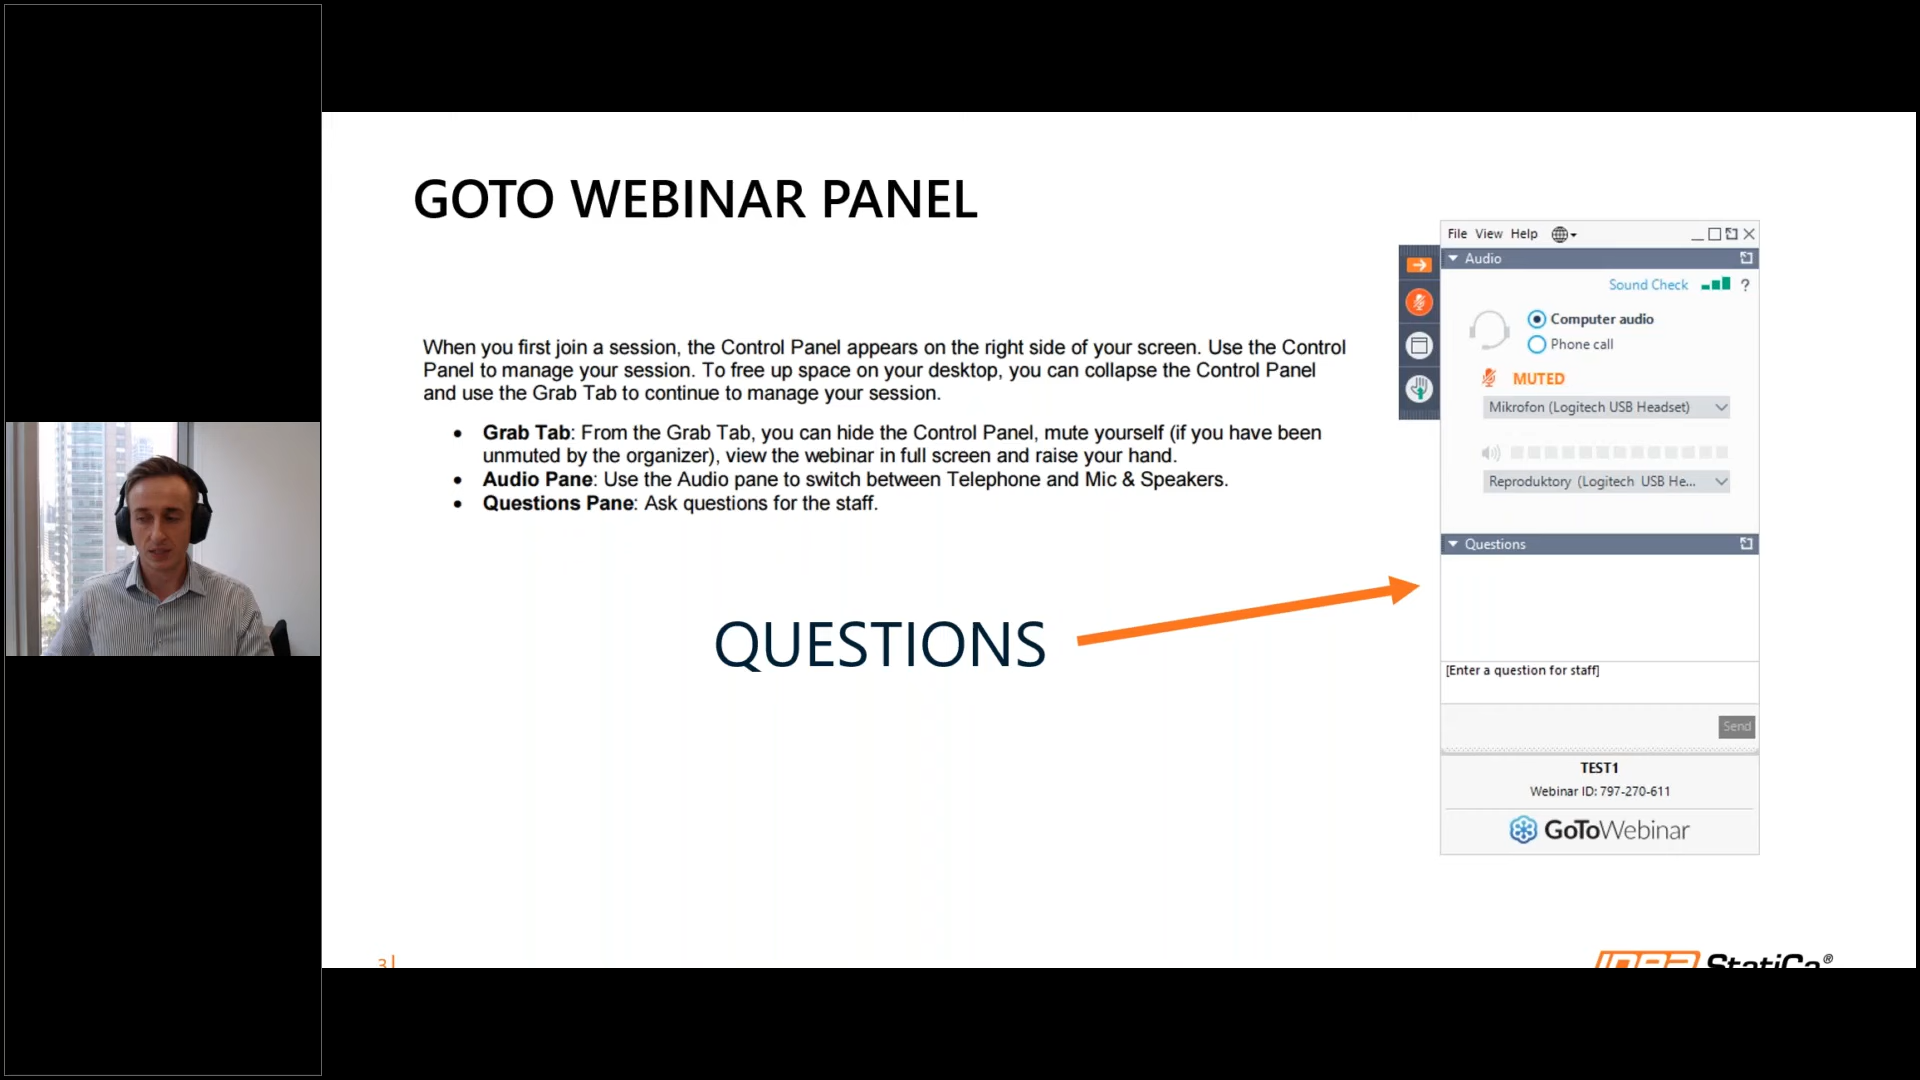 GOTO WEBINAR PANEL
When you first join a session, the Control Panel appears on the right side of your screen. Use the Control
Panel to manage your session. To free up space on your desktop, you can collapse the Control Panel
and use the Grab Tab to continue to manage your session.
• Grab Tab: From the Grab Tab, you can hide the Control Panel, mute yourself (if you have been
unmuted by the organizer), view the webinar in full screen and raise your hand.
• Audio Pane: Use the Audio pane to switch between Telephone and Mic & Speakers.
• Questions Pane: Ask questions for the staff.
QUESTIONS
File View Help
Audio
Sound Check ?
Computer audio
Phone call
MUTED
Mikrofon (Logitech USB Headset)
Reproduktory (Logitech USB He...
Questions
[Enter a question for staff]
Send
TEST1
Webinar ID: 797-270-611
GoToWebinar
3|
IDEA StatiCa®